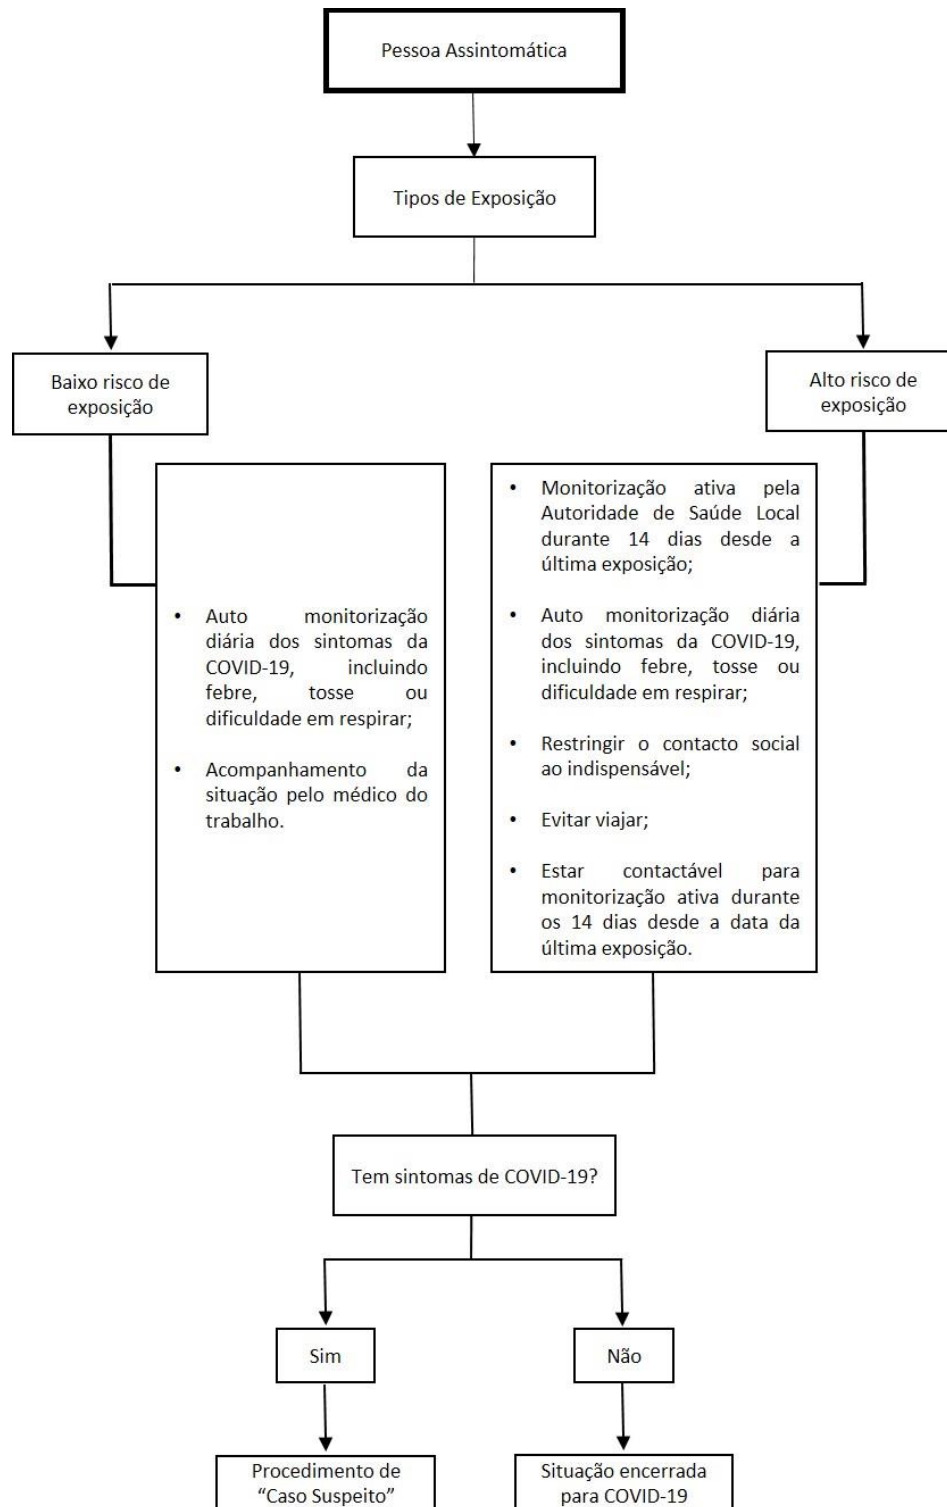 Pessoa Assintomática
Tipos de Exposição
Baixo risco de
exposição
Alto risco de
exposição
• Auto monitorização
diária dos sintomas da
COVID-19, incluindo
febre, tosse ou
dificuldade em respirar;
• Acompanhamento da
situação pelo médico do
trabalho.
• Monitorização ativa pela
Autoridade de Saúde Local
durante 14 dias desde a
última exposição;
• Auto monitorização diária
dos sintomas da COVID-19,
incluindo febre, tosse ou
dificuldade em respirar;
• Restringir o contacto social
ao indispensável;
• Evitar viajar;
• Estar contactável para
monitorização ativa durante
os 14 dias desde a data da
última exposição.
Tem sintomas de COVID-19?
Sim
Não
Procedimento de
“Caso Suspeito”
Situação encerrada
para COVID-19